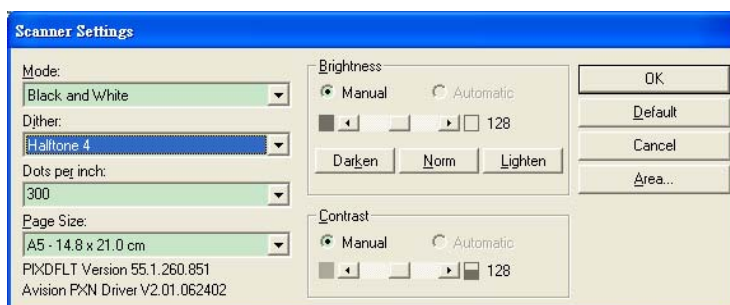 Scanner Settings
Mode:
Black and White
Dither:
Halftone 4
Dots per inch:
300
Page Size:
A5 - 14.8 x 21.0 cm
PIXDFLT Version 55.1.260.851
Avision PXN Driver V2.01.062402
Brightness
Manual Automatic
128
Darken Norm Lighten
Contrast
Manual Automatic
128
OK
Default
Cancel
Area...